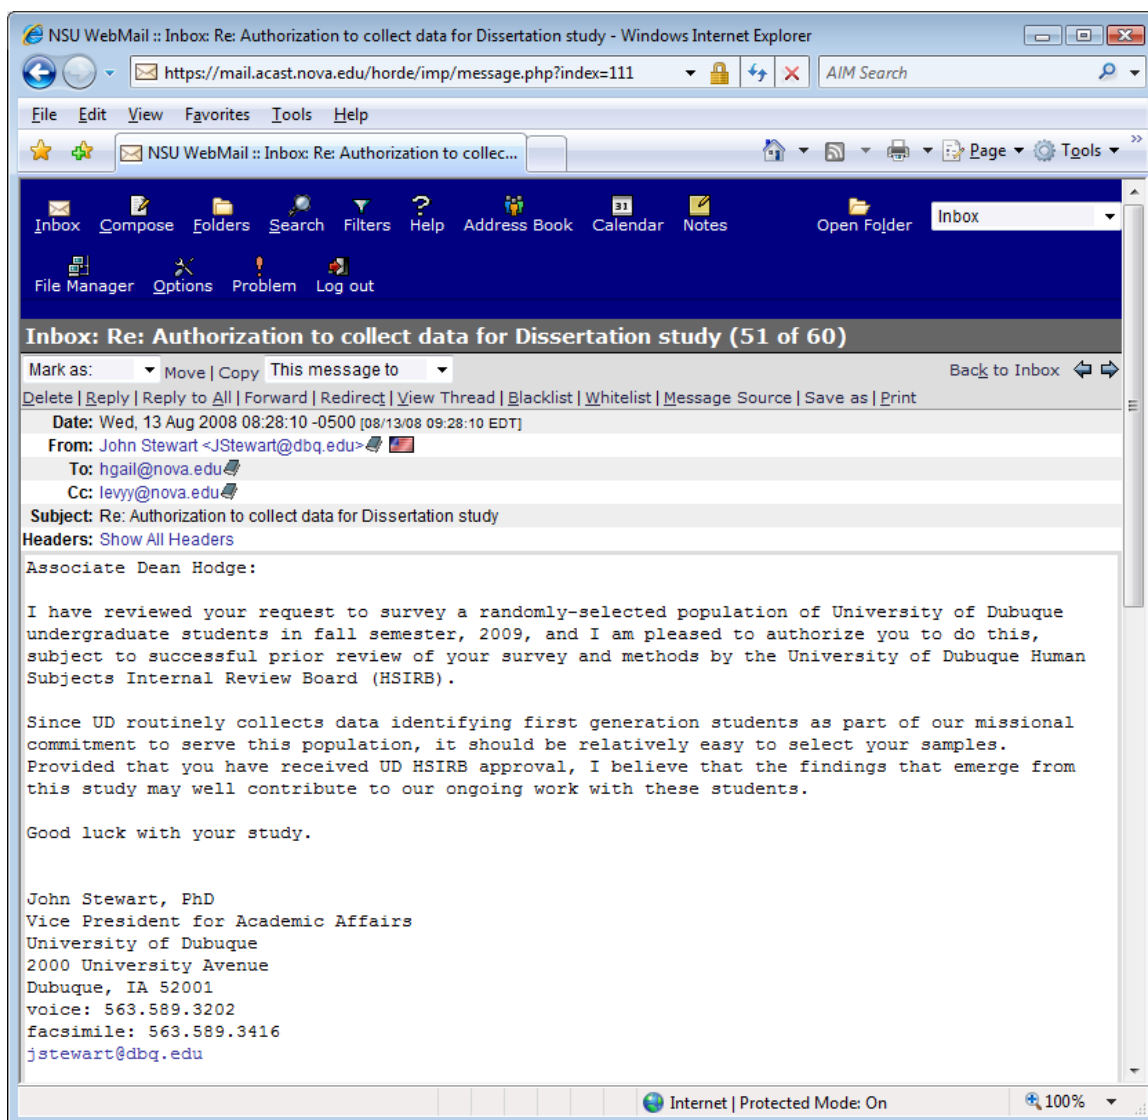 NSU WebMail :: Inbox: Re: Authorization to collect data for Dissertation study - Windows Internet Explorer
https://mail.acast.nova.edu/horde/imp/message.php?index=111
AIM Search
File Edit View Favorites Tools Help
NSU WebMail :: Inbox: Re: Authorization to collec...
Page Tools
Inbox Compose Folders Search Filters Help Address Book 31 Calendar Notes Open Folder Inbox
File Manager Options Problem Log out
Inbox: Re: Authorization to collect data for Dissertation study (51 of 60)
Mark as: Move | Copy This message to Back to Inbox
Delete | Reply | Reply to All | Forward | Redirect | View Thread | Blacklist | Whitelist | Message Source | Save as | Print
Date: Wed, 13 Aug 2008 08:28:10 -0500 [08/13/08 09:28:10 EDT]
From: John Stewart <JStewart@dbq.edu>
To: hgail@nova.edu
Cc: levyy@nova.edu
Subject: Re: Authorization to collect data for Dissertation study
Headers: Show All Headers
Associate Dean Hodge:
I have reviewed your request to survey a randomly-selected population of University of Dubuque
undergraduate students in fall semester, 2009, and I am pleased to authorize you to do this,
subject to successful prior review of your survey and methods by the University of Dubuque Human
Subjects Internal Review Board (HSIRB).
Since UD routinely collects data identifying first generation students as part of our missional
commitment to serve this population, it should be relatively easy to select your samples.
Provided that you have received UD HSIRB approval, I believe that the findings that emerge from
this study may well contribute to our ongoing work with these students.
Good luck with your study.
John Stewart, PhD
Vice President for Academic Affairs
University of Dubuque
2000 University Avenue
Dubuque, IA 52001
voice: 563.589.3202
facsimile: 563.589.3416
jstewart@dbq.edu
Internet | Protected Mode: On 100%